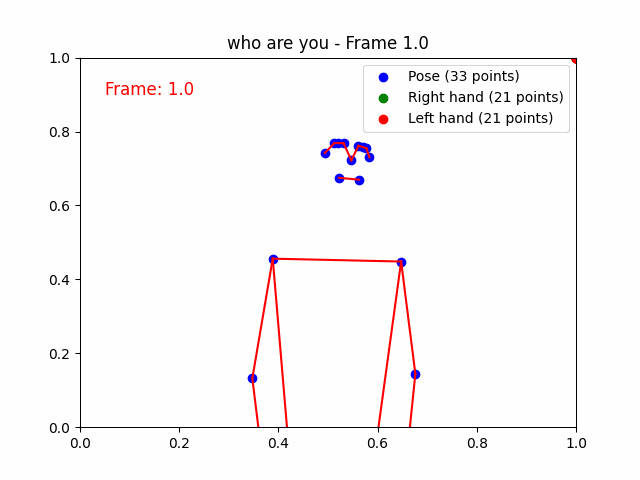 who are you - Frame 1.0
Frame: 1.0
Pose (33 points)
Right hand (21 points)
Left hand (21 points)
1.0
0.8
0.6
0.4
0.2
0.0
0.0 0.2 0.4 0.6 0.8 1.0